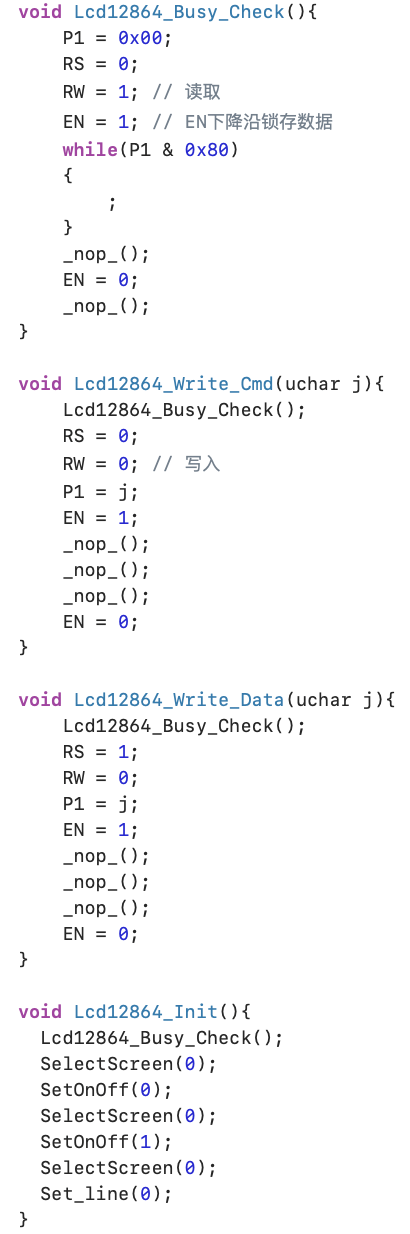 void Lcd12864_Busy_Check(){
    P1 = 0x00;
    RS = 0;
    RW = 1; // 读取
    EN = 1; // EN下降沿锁存数据
    while(P1 & 0x80)
    {
        ;
    }
    _nop_();
    EN = 0;
    _nop_();
}

void Lcd12864_Write_Cmd(uchar j){
    Lcd12864_Busy_Check();
    RS = 0;
    RW = 0; // 写入
    P1 = j;
    EN = 1;
    _nop_();
    _nop_();
    _nop_();
    EN = 0;
}

void Lcd12864_Write_Data(uchar j){
    Lcd12864_Busy_Check();
    RS = 1;
    RW = 0;
    P1 = j;
    EN = 1;
    _nop_();
    _nop_();
    _nop_();
    EN = 0;
}

void Lcd12864_Init(){
  Lcd12864_Busy_Check();
  SelectScreen(0);
  SetOnOff(0);
  SelectScreen(0);
  SetOnOff(1);
  SelectScreen(0);
  Set_line(0);
}